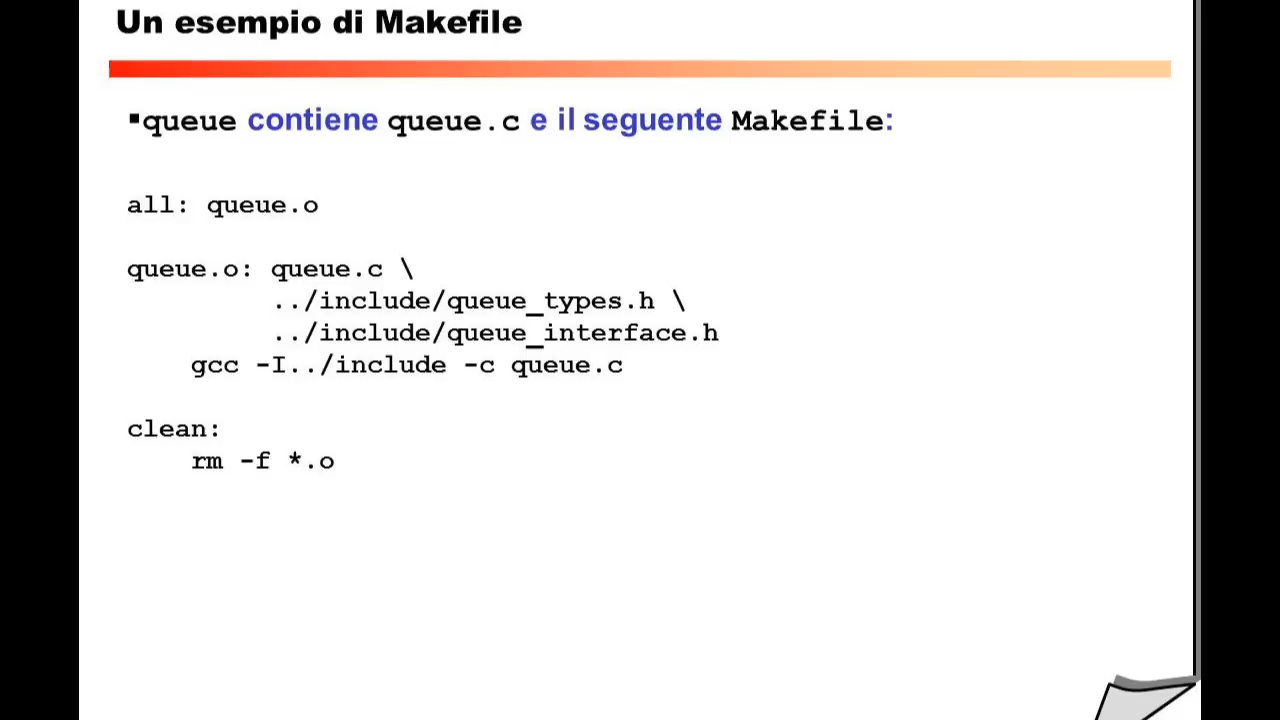 Un esempio di Makefile
▪queue contiene queue.c e il seguente Makefile:
all: queue.o
queue.o: queue.c \
../include/queue_types.h \
../include/queue_interface.h
gcc -I../include -c queue.c
clean:
rm -f *.o